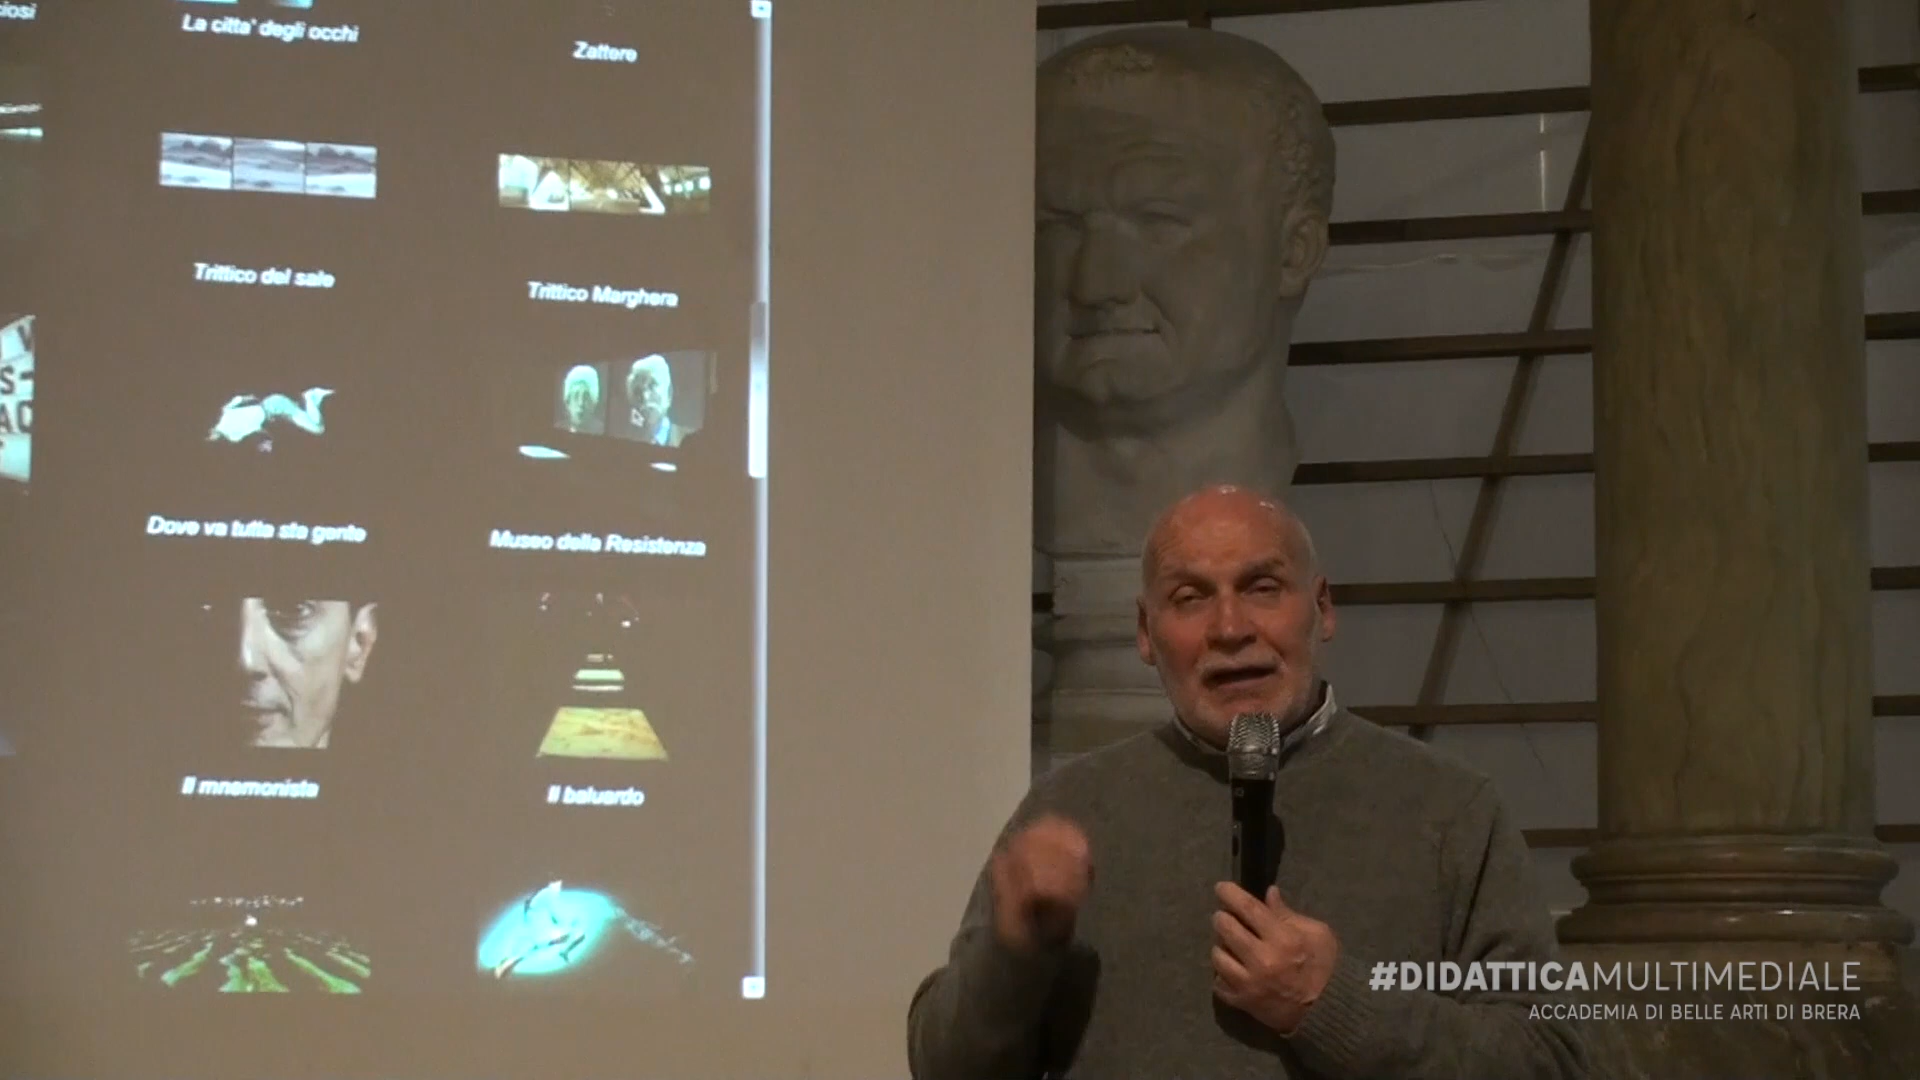 ciosi
La citta' degli occhi
Zattere
Trittico del sale
Trittico Marghera
Dove va tutta sta gente
Museo della Resistenza
Il mnemonista
Il baluardo
#DIDATTICAMULTIMEDIALE
ACCADEMIA DI BELLE ARTI DI BRERA